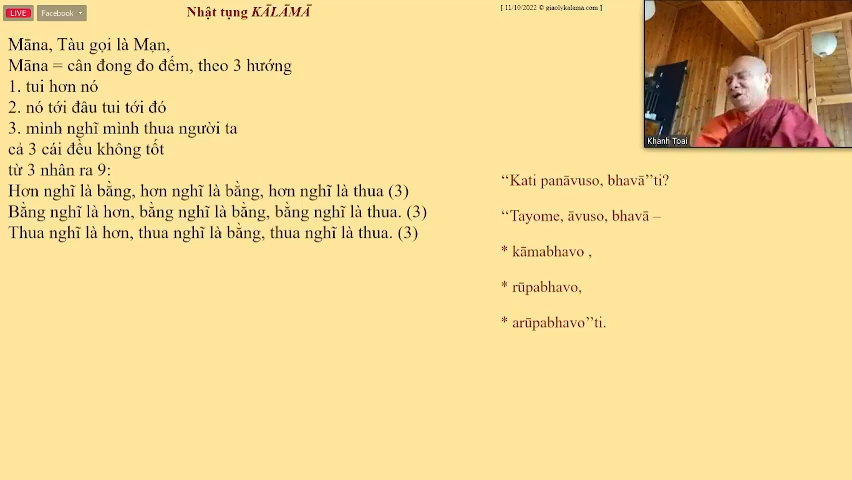 LIVE
Facebook
Nhật tụng KĀLĀMĀ
[ 11/10/2022 © giaolykalama.com ]
Māna, Tàu gọi là Mạn,
Māna = cân đong đo đếm, theo 3 hướng
1. tui hơn nó
2. nó tới đâu tui tới đó
3. mình nghĩ mình thua người ta
cả 3 cái đều không tốt
từ 3 nhân ra 9:
Hơn nghĩ là bằng, hơn nghĩ là bằng, hơn nghĩ là thua (3)
Bằng nghĩ là hơn, bằng nghĩ là bằng, bằng nghĩ là thua. (3)
Thua nghĩ là hơn, thua nghĩ là bằng, thua nghĩ là thua. (3)
Khánh Toại
‘‘Kati panāvuso, bhavā’’ti?
‘‘Tayome, āvuso, bhavā –
* kāmabhavo ,
* rūpabhavo,
* arūpabhavo’’ti.